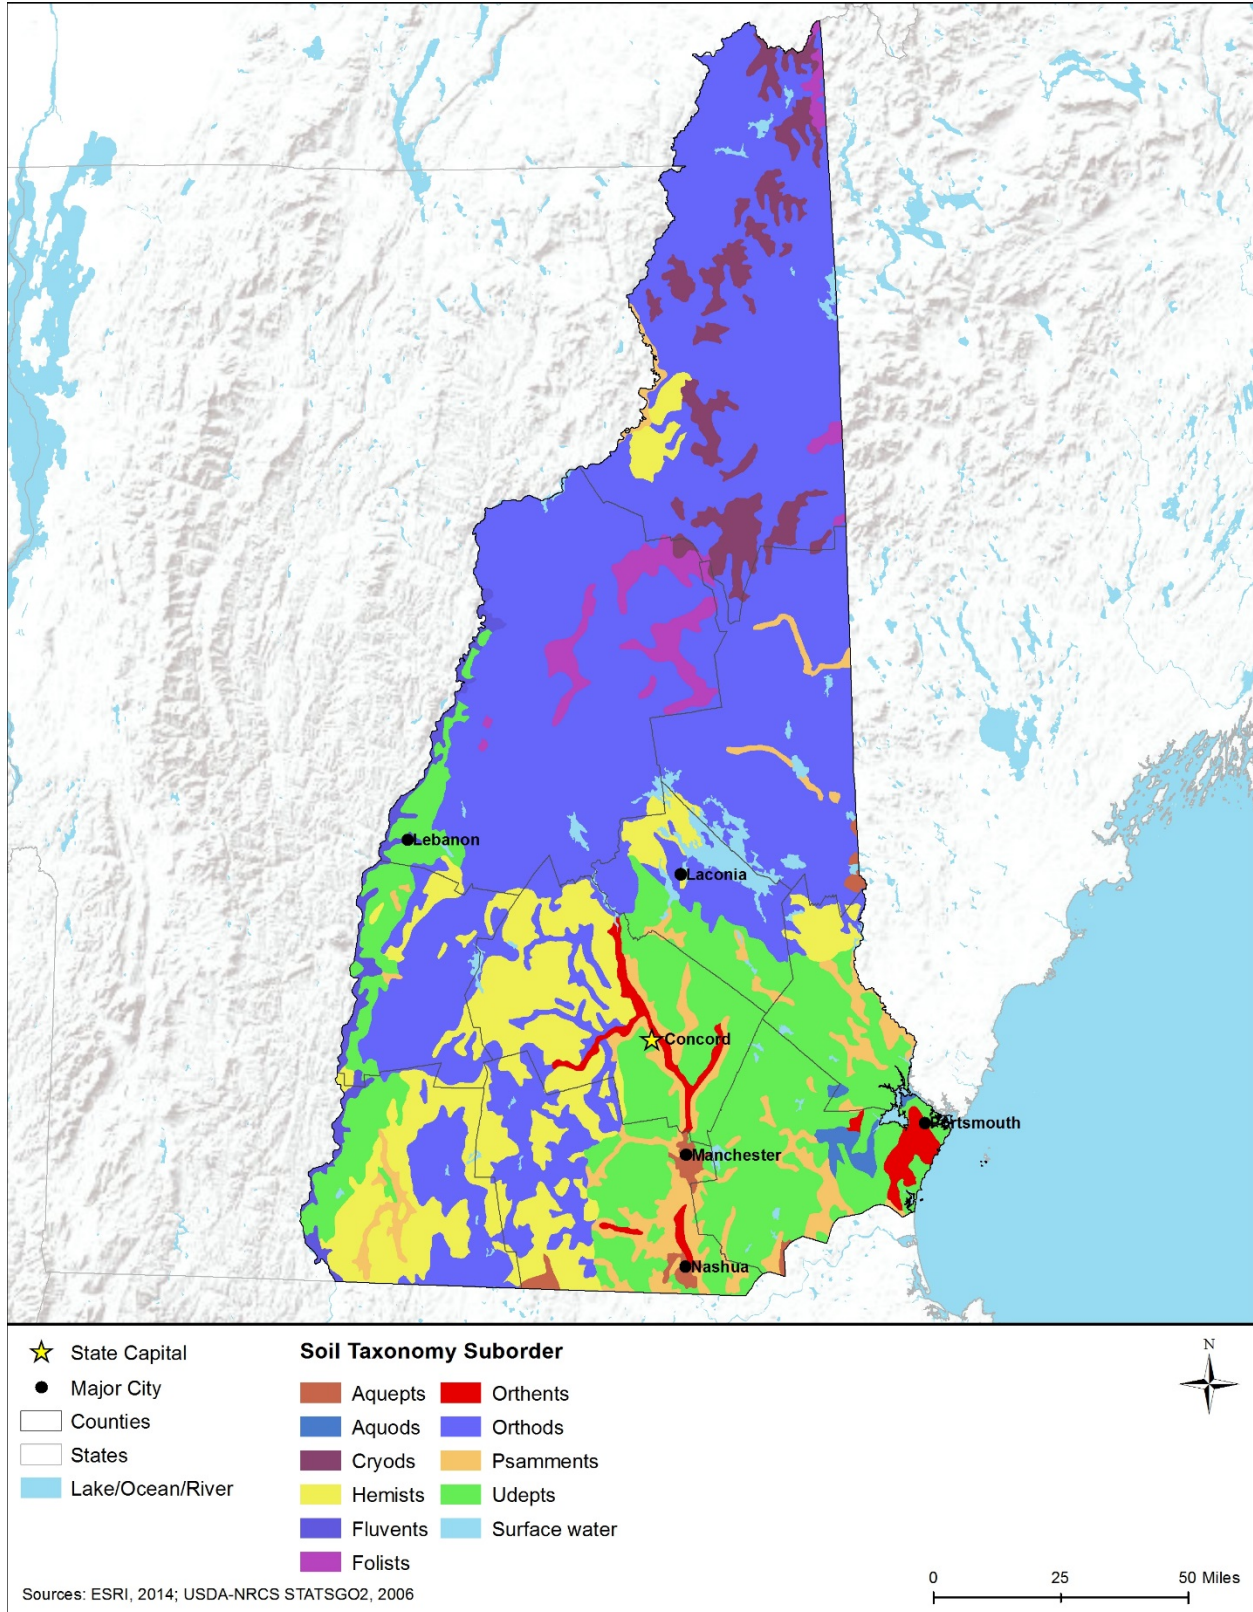 Lebanon
Laconia
Concord
Portsmouth
Manchester
Nashua
State Capital
Major City
Counties
States
Lake/Ocean/River
Soil Taxonomy Suborder
Aquepts
Aquods
Cryods
Hemists
Fluvents
Folists
Orthents
Orthods
Psamments
Udepts
Surface water
N
Sources: ESRI, 2014; USDA-NRCS STATSGO2, 2006
0 25 50 Miles